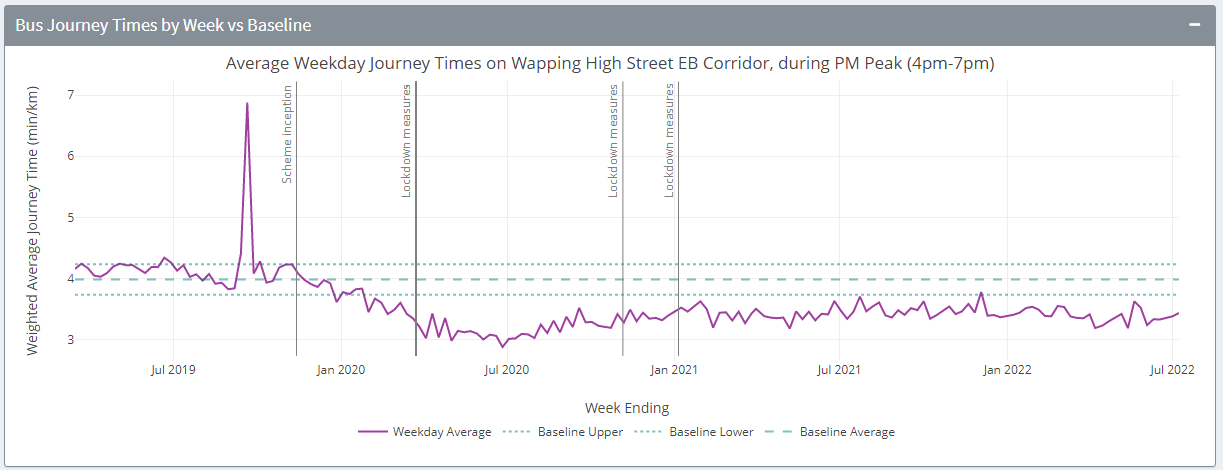 Bus Journey Times by Week vs Baseline
Average Weekday Journey Times on Wapping High Street EB Corridor, during PM Peak (4pm-7pm)
Weighted Average Journey Time (min/km)
7
6
5
4
3
Scheme inception
Lockdown measures
Lockdown measures
Lockdown measures
Jul 2019
Jan 2020
Jul 2020
Jan 2021
Jul 2021
Jan 2022
Jul 2022
Week Ending
Weekday Average
Baseline Upper
Baseline Lower
Baseline Average